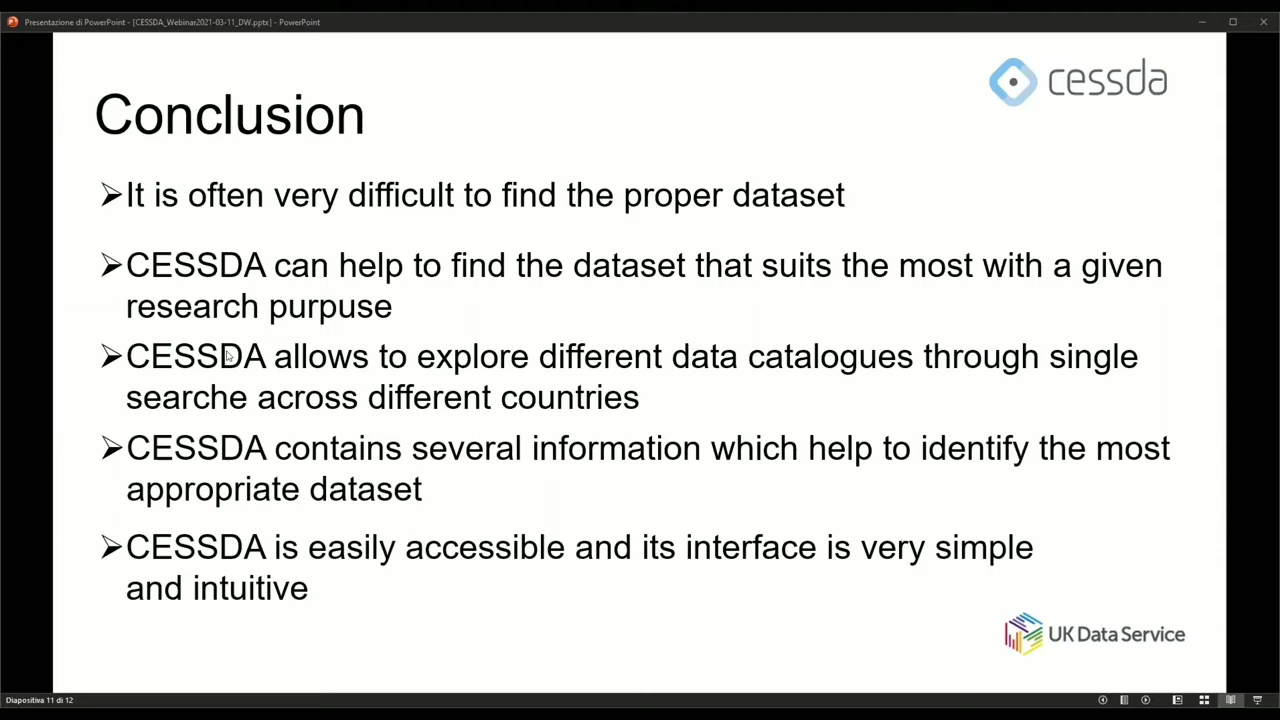 Presentazione di PowerPoint - [CESSDA_Webinar2021-03-11_DW.pptx] - PowerPoint
cessda
Conclusion
➢It is often very difficult to find the proper dataset
➢CESSDA can help to find the dataset that suits the most with a given
research purpuse
➢CESSDA allows to explore different data catalogues through single
searche across different countries
➢CESSDA contains several information which help to identify the most
appropriate dataset
➢CESSDA is easily accessible and its interface is very simple
and intuitive
UK Data Service
Diapositiva 11 di 12